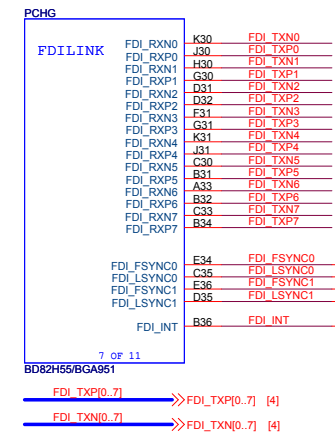 PCHG
FDILINK
FDI_RXN0 K30 FDI_TXN0
FDI_RXP0 J30 FDI_TXP0
FDI_RXN1 H30 FDI_TXN1
FDI_RXP1 G30 FDI_TXP1
FDI_RXN2 D31 FDI_TXN2
FDI_RXP2 D32 FDI_TXP2
FDI_RXN3 F31 FDI_TXN3
FDI_RXP3 G31 FDI_TXP3
FDI_RXN4 K31 FDI_TXN4
FDI_RXP4 J31 FDI_TXP4
FDI_RXN5 C30 FDI_TXN5
FDI_RXP5 B31 FDI_TXP5
FDI_RXN6 A33 FDI_TXN6
FDI_RXP6 B32 FDI_TXP6
FDI_RXN7 C33 FDI_TXN7
FDI_RXP7 B34 FDI_TXP7
FDI_FSYNC0 E34 FDI_FSYNC0
FDI_LSYNC0 C35 FDI_LSYNC0
FDI_FSYNC1 E36 FDI_FSYNC1
FDI_LSYNC1 D35 FDI_LSYNC1
FDI_INT B36 FDI_INT
7 OF 11
BD82H55/BGA951
FDI_TXP[0..7] FDI_TXP[0..7] [4]
FDI_TXN[0..7] FDI_TXN[0..7] [4]